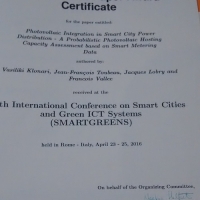 Certificate
for the paper entitled:
Photovoltaic Integration in Smart City Power
Distribution - A Probabilistic Photovoltaic Hosting
Capacity Assessment based on Smart Metering
Data
authored by:
Vasiliki Klonari, Jean-François Toubeau, Jacques Lobry and
François Vallée
received at the
th International Conference on Smart Cities
and Green ICT Systems
(SMARTGREENS)
held in Rome - Italy, April 23 - 25, 2016
On behalf of the Organizing Committee,